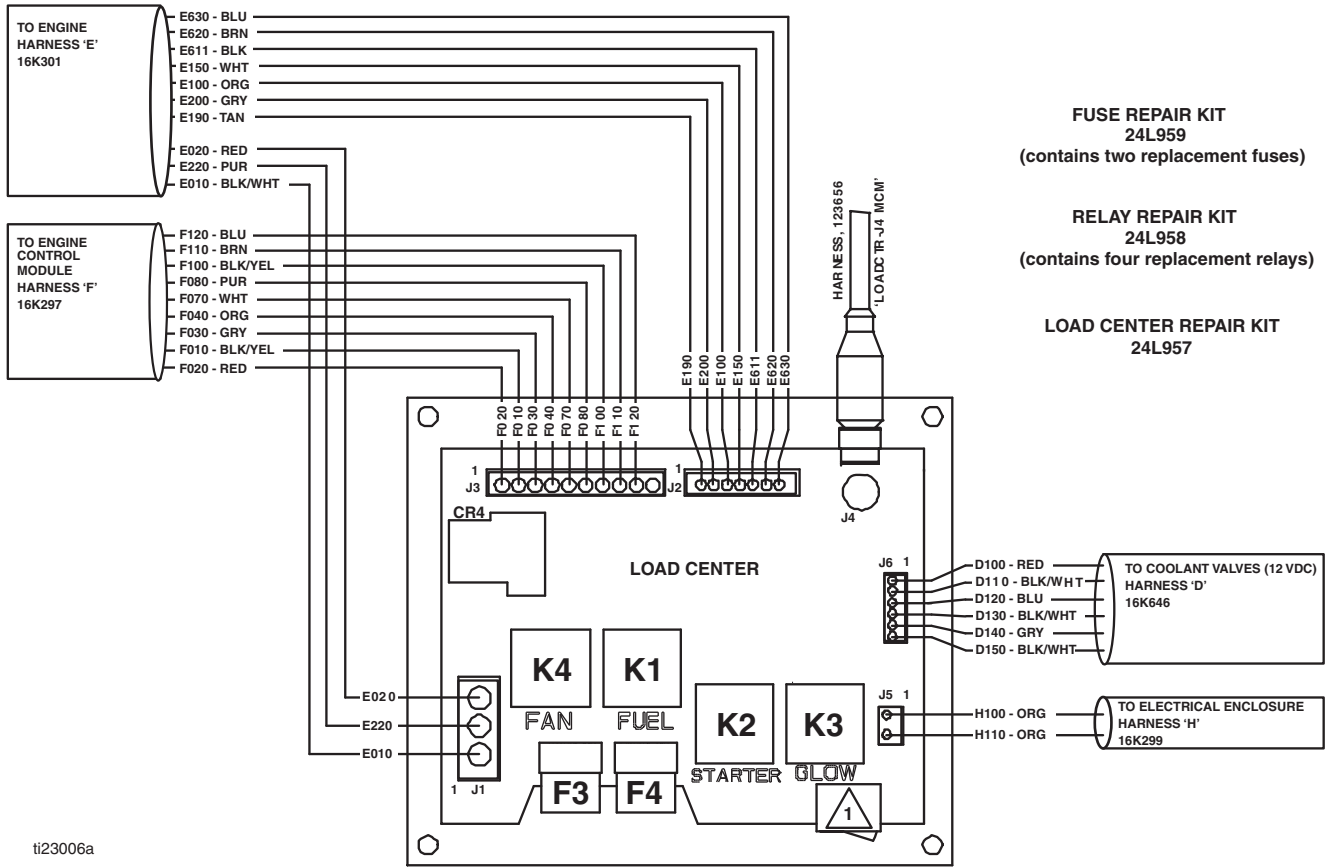 TO ENGINE
HARNESS ‘E’
16K301
E630 - BLU
E620 - BRN
E611 - BLK
E150 - WHT
E100 - ORG
E200 - GRY
E190 - TAN
E020 - RED
E220 - PUR
E010 - BLK/WHT
TO ENGINE
CONTROL
MODULE
HARNESS ‘F’
16K297
F120 - BLU
F110 - BRN
F100 - BLK/YEL
F080 - PUR
F070 - WHT
F040 - ORG
F030 - GRY
F010 - BLK/YEL
F020 - RED
FUSE REPAIR KIT
24L959
(contains two replacement fuses)
RELAY REPAIR KIT
24L958
(contains four replacement relays)
LOAD CENTER REPAIR KIT
24L957
HARNESS, 123656
‘LOADCTR-J4 MCM’
E190
E200
E100
E150
E611
E620
E630
F020
F010
F030
F040
F070
F080
F100
F110
F120
1
J3
1
J2
J4
CR4
LOAD CENTER
J6 1
D100 - RED
D110 - BLK/WHT
D120 - BLU
D130 - BLK/WHT
D140 - GRY
D150 - BLK/WHT
TO COOLANT VALVES (12 VDC)
HARNESS ‘D’
16K646
K4
FAN
K1
FUEL
K2
STARTER
K3
GLOW
J5 1
H100 - ORG
H110 - ORG
TO ELECTRICAL ENCLOSURE
HARNESS ‘H’
16K299
E020
E220
E010
1 J1
F3
F4
1
ti23006a